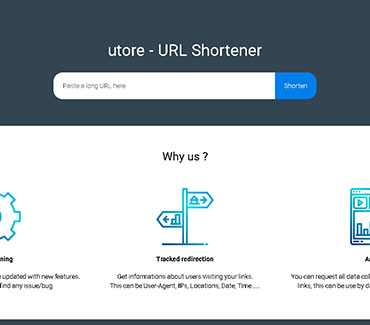 utore - URL Shortener
Paste a long URL here
Shorten
Why us ?
ning
e updated with new features.
find any issue/bug
Tracked redirection
Get informations about users visiting your links.
This can be User-Agent, IPs, Locations, Date, Time .....
A
You can request all data col
links, this can be use by d